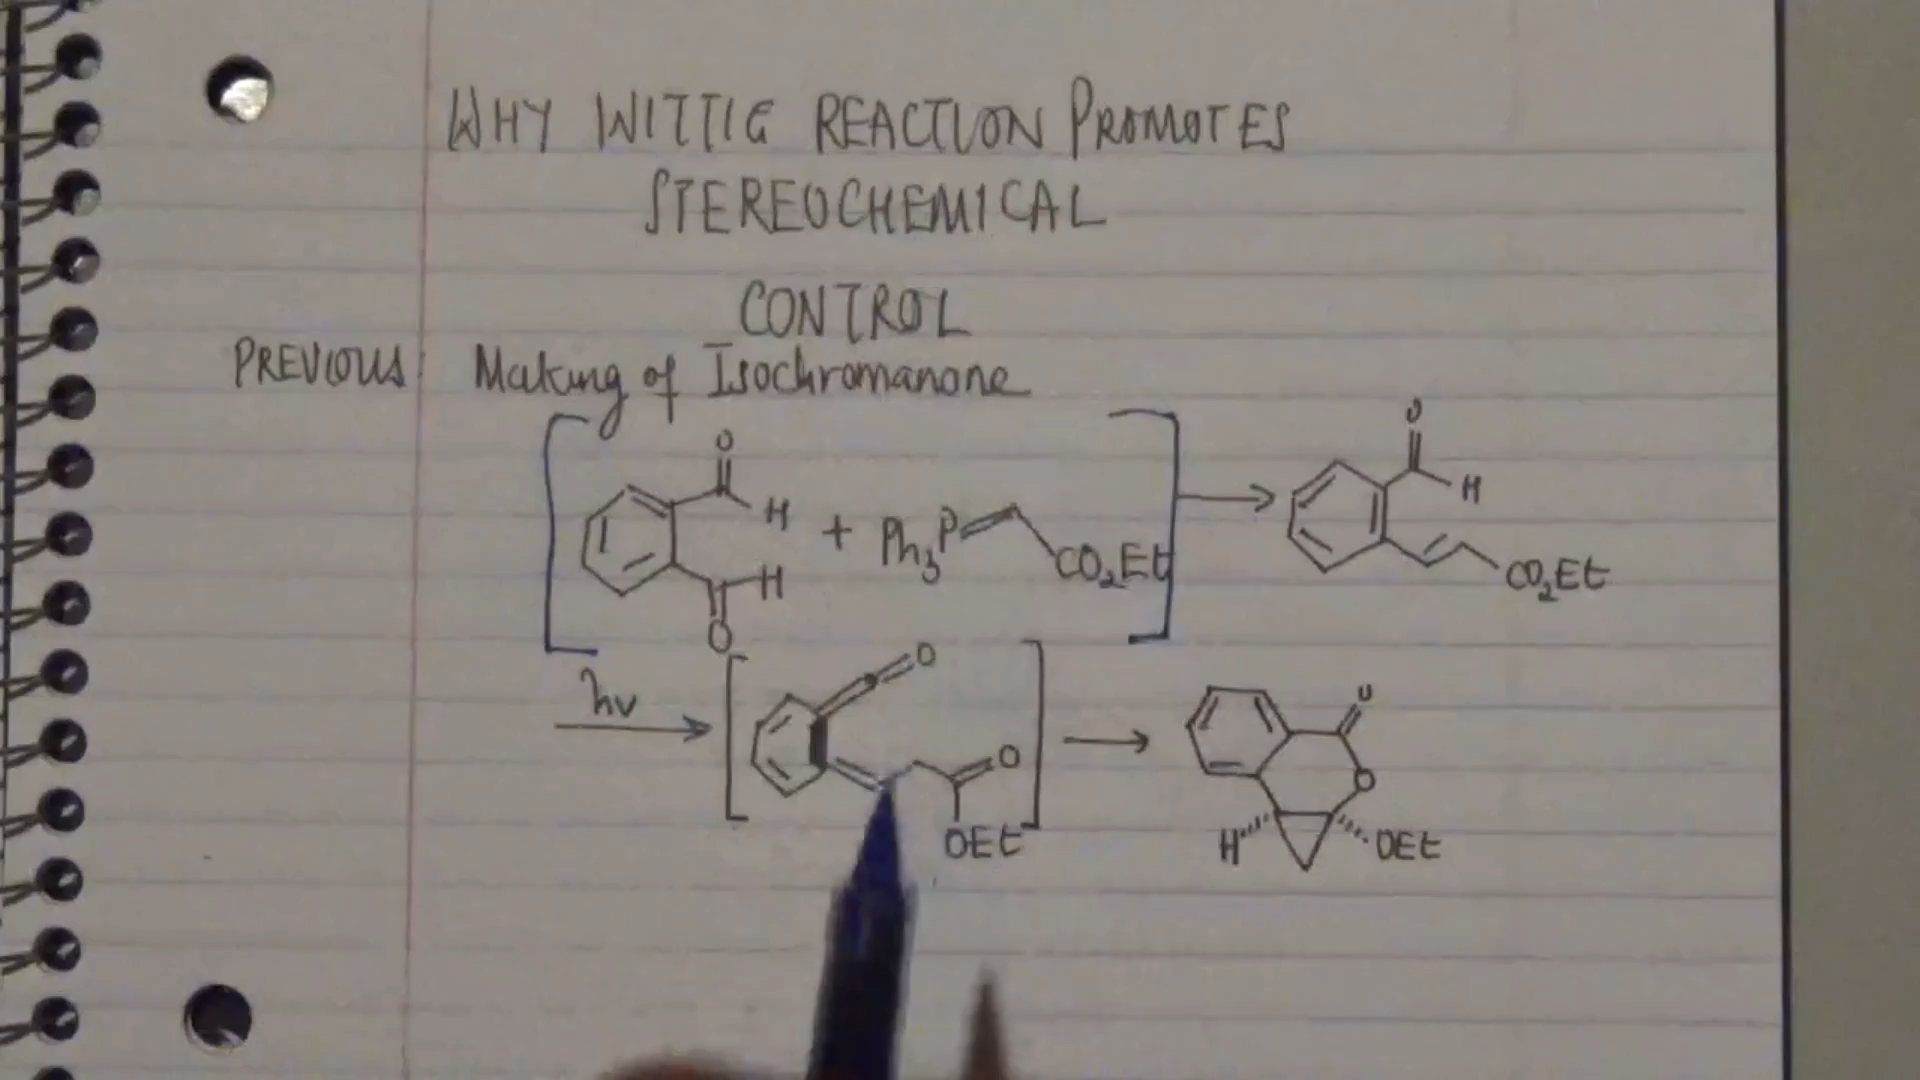 WHY WITTIG REACTION PROMOTES
STEREOCHEMICAL
CONTROL
PREVIOUS Making of Isochromanone
O
H
H
O
+
Ph3P
CO2Et
O
H
CO2Et
hν
O
O
OEt
O
O
H
OEt